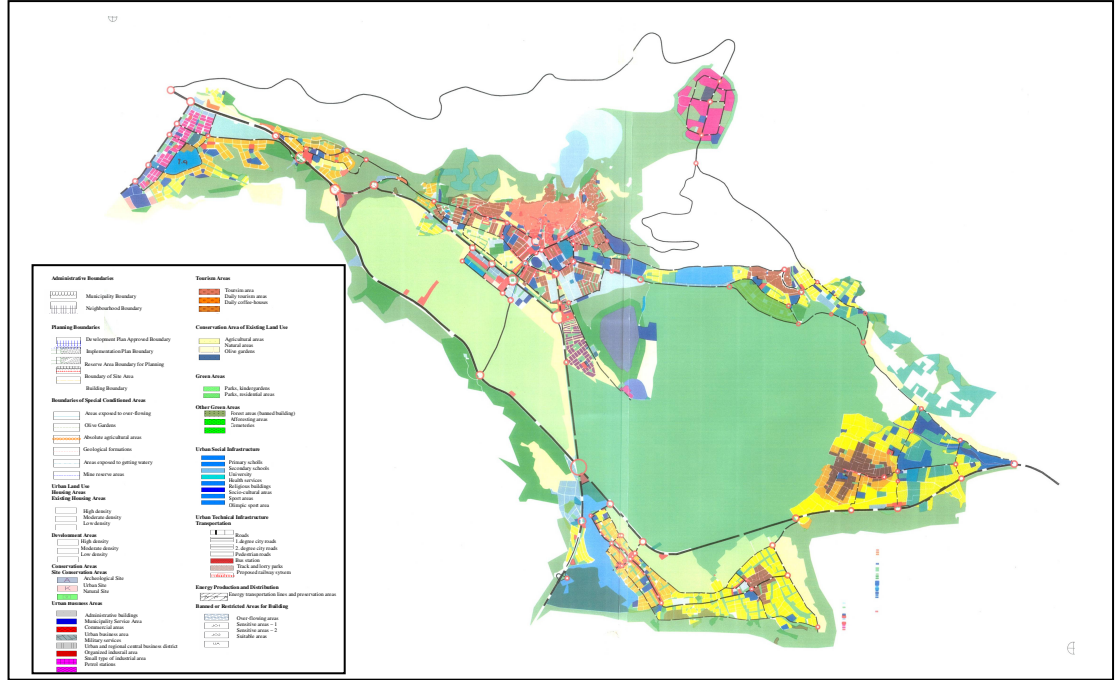 Administrative Boundaries
Municipality Boundary
Neighbourhood Boundary
Planning Boundaries
Development Plan Approved Boundary
Implementation Plan Boundary
Reserve Area Boundary for Planning
Boundary of Site Area
Building Boundary
Boundaries of Special Conditioned Areas
Areas exposed to over-flowing
Olive Gardens
Absolute agricultural areas
Geological formations
Areas exposed to getting watery
Mine reserve areas
Urban Land Use
Housing Areas
Existing Housing Areas
High density
Moderate density
Low density
Development Areas
High density
Moderate density
Low density
Conservation Areas
Site Conservation Areas
Archeological Site
Urban Site
Natural Site
Urban Business Areas
Administrative buildings
Municipality Service Area
Commercial areas
Urban business area
Military services
Urban and regional central business district
Organized industrial area
Small type of industrial area
Petrol stations
Tourism Areas
Tourism area
Daily tourism areas
Daily coffee-houses
Conservation Area of Existing Land Use
Agricultural areas
Natural areas
Olive gardens
Green Areas
Parks, kindergardens
Parks, residential areas
Other Green Areas
Forest areas (banned building)
Afforesting areas
Cemeteries
Urban Social Infrastructure
Primary scholls
Secondary schools
University
Health services
Religious buildings
Socio-cultural areas
Sport areas
Olimpic sport area
Urban Technical Infrastructure
Transportation
Roads
1.degree city roads
2. degree city roads
Pedestrian roads
Bus station
Track and lorry parks
Proposed railway system
Energy Production and Distribution
Energy transportation lines and preservation areas
Banned or Restricted Areas for Building
Over-flowing areas
Sensitive areas – 1
Sensitive areas – 2
Suitable areas